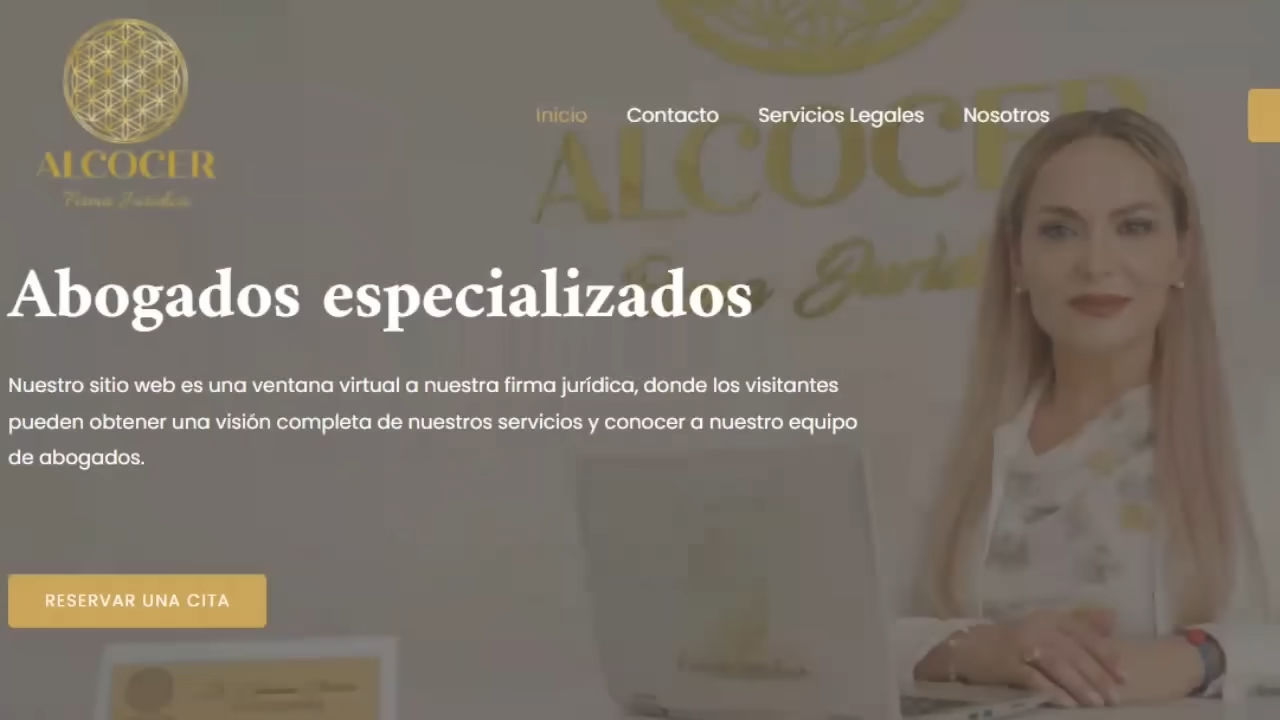 ALCOCER
Firma Jurídica
Inicio
Contacto
Servicios Legales
Nosotros
ALCOCER
Abogados especializados
Nuestro sitio web es una ventana virtual a nuestra firma jurídica, donde los visitantes
pueden obtener una visión completa de nuestros servicios y conocer a nuestro equipo
de abogados.
RESERVAR UNA CITA